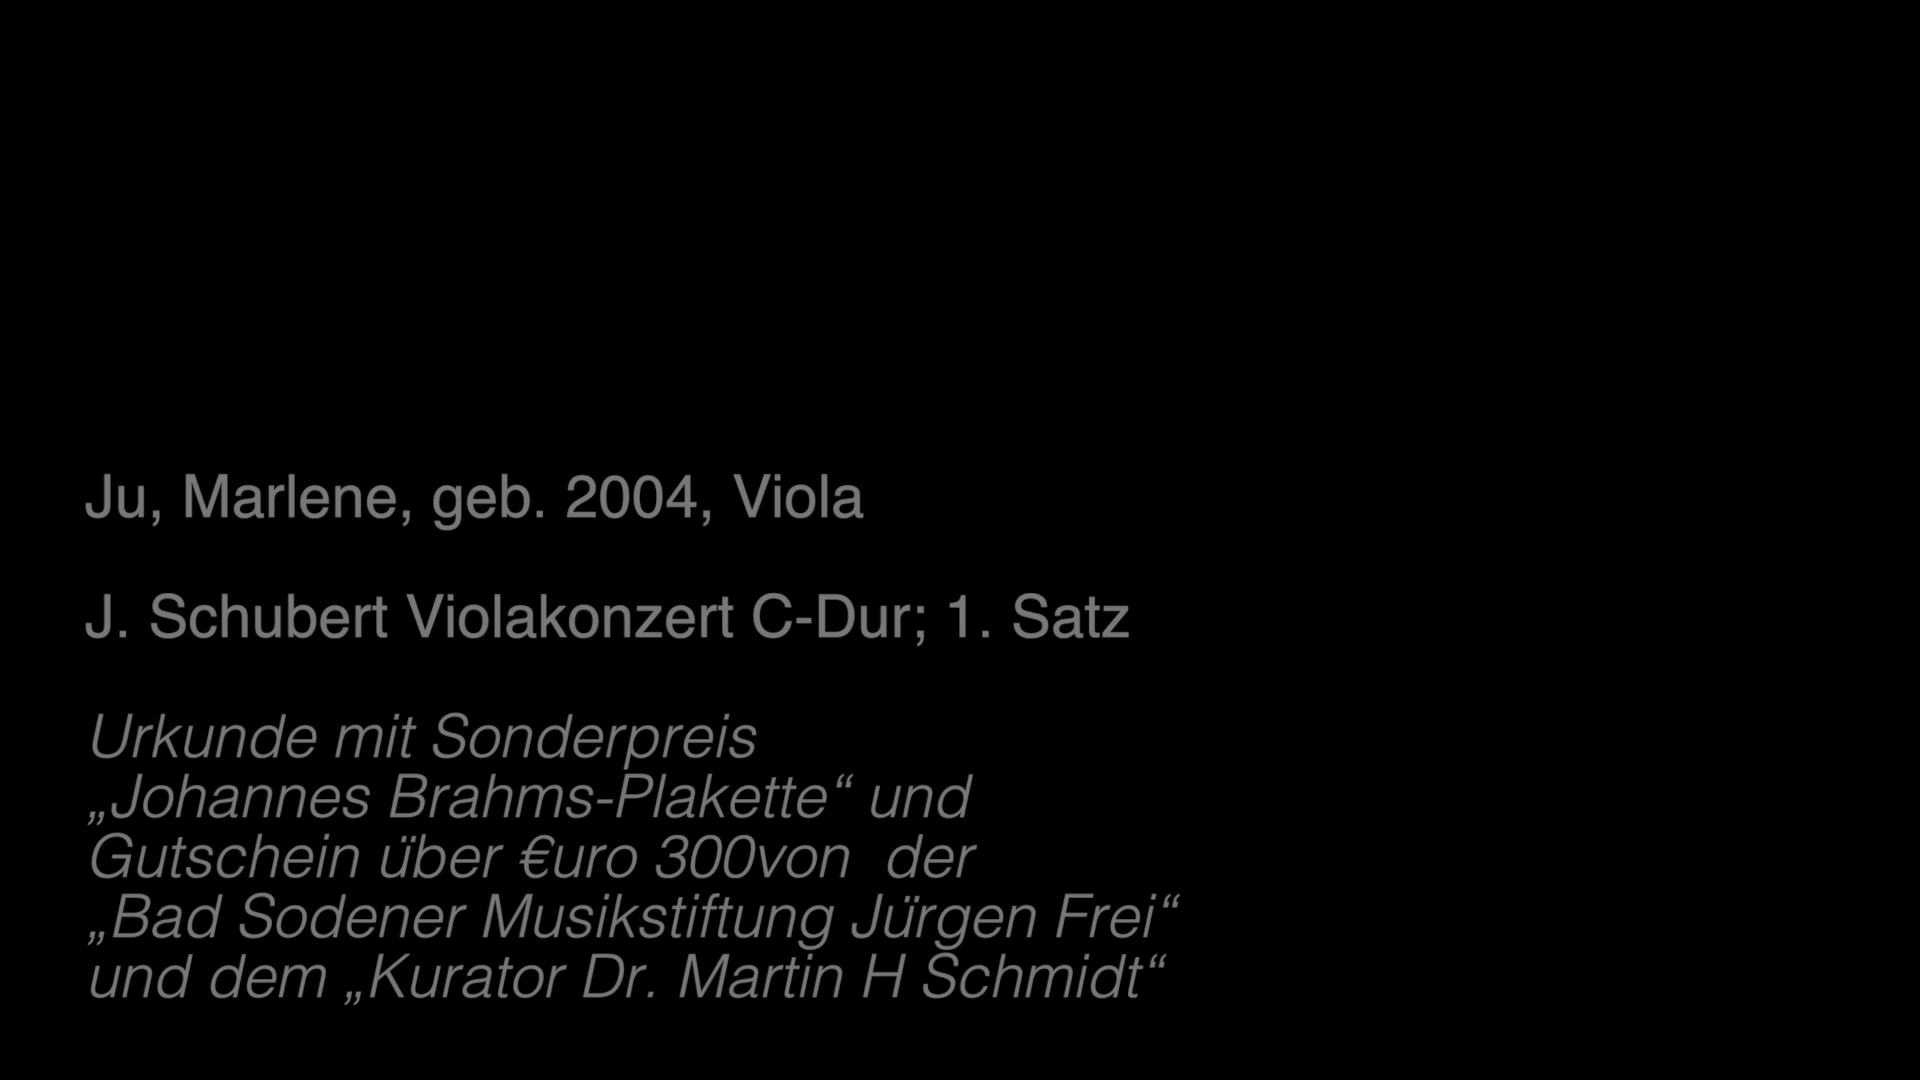 Ju, Marlene, geb. 2004, Viola
J. Schubert Violakonzert C-Dur; 1. Satz
Urkunde mit Sonderpreis
„Johannes Brahms-Plakette“ und
Gutschein über €uro 300von  der
„Bad Sodener Musikstiftung Jürgen Frei“
und dem „Kurator Dr. Martin H Schmidt“